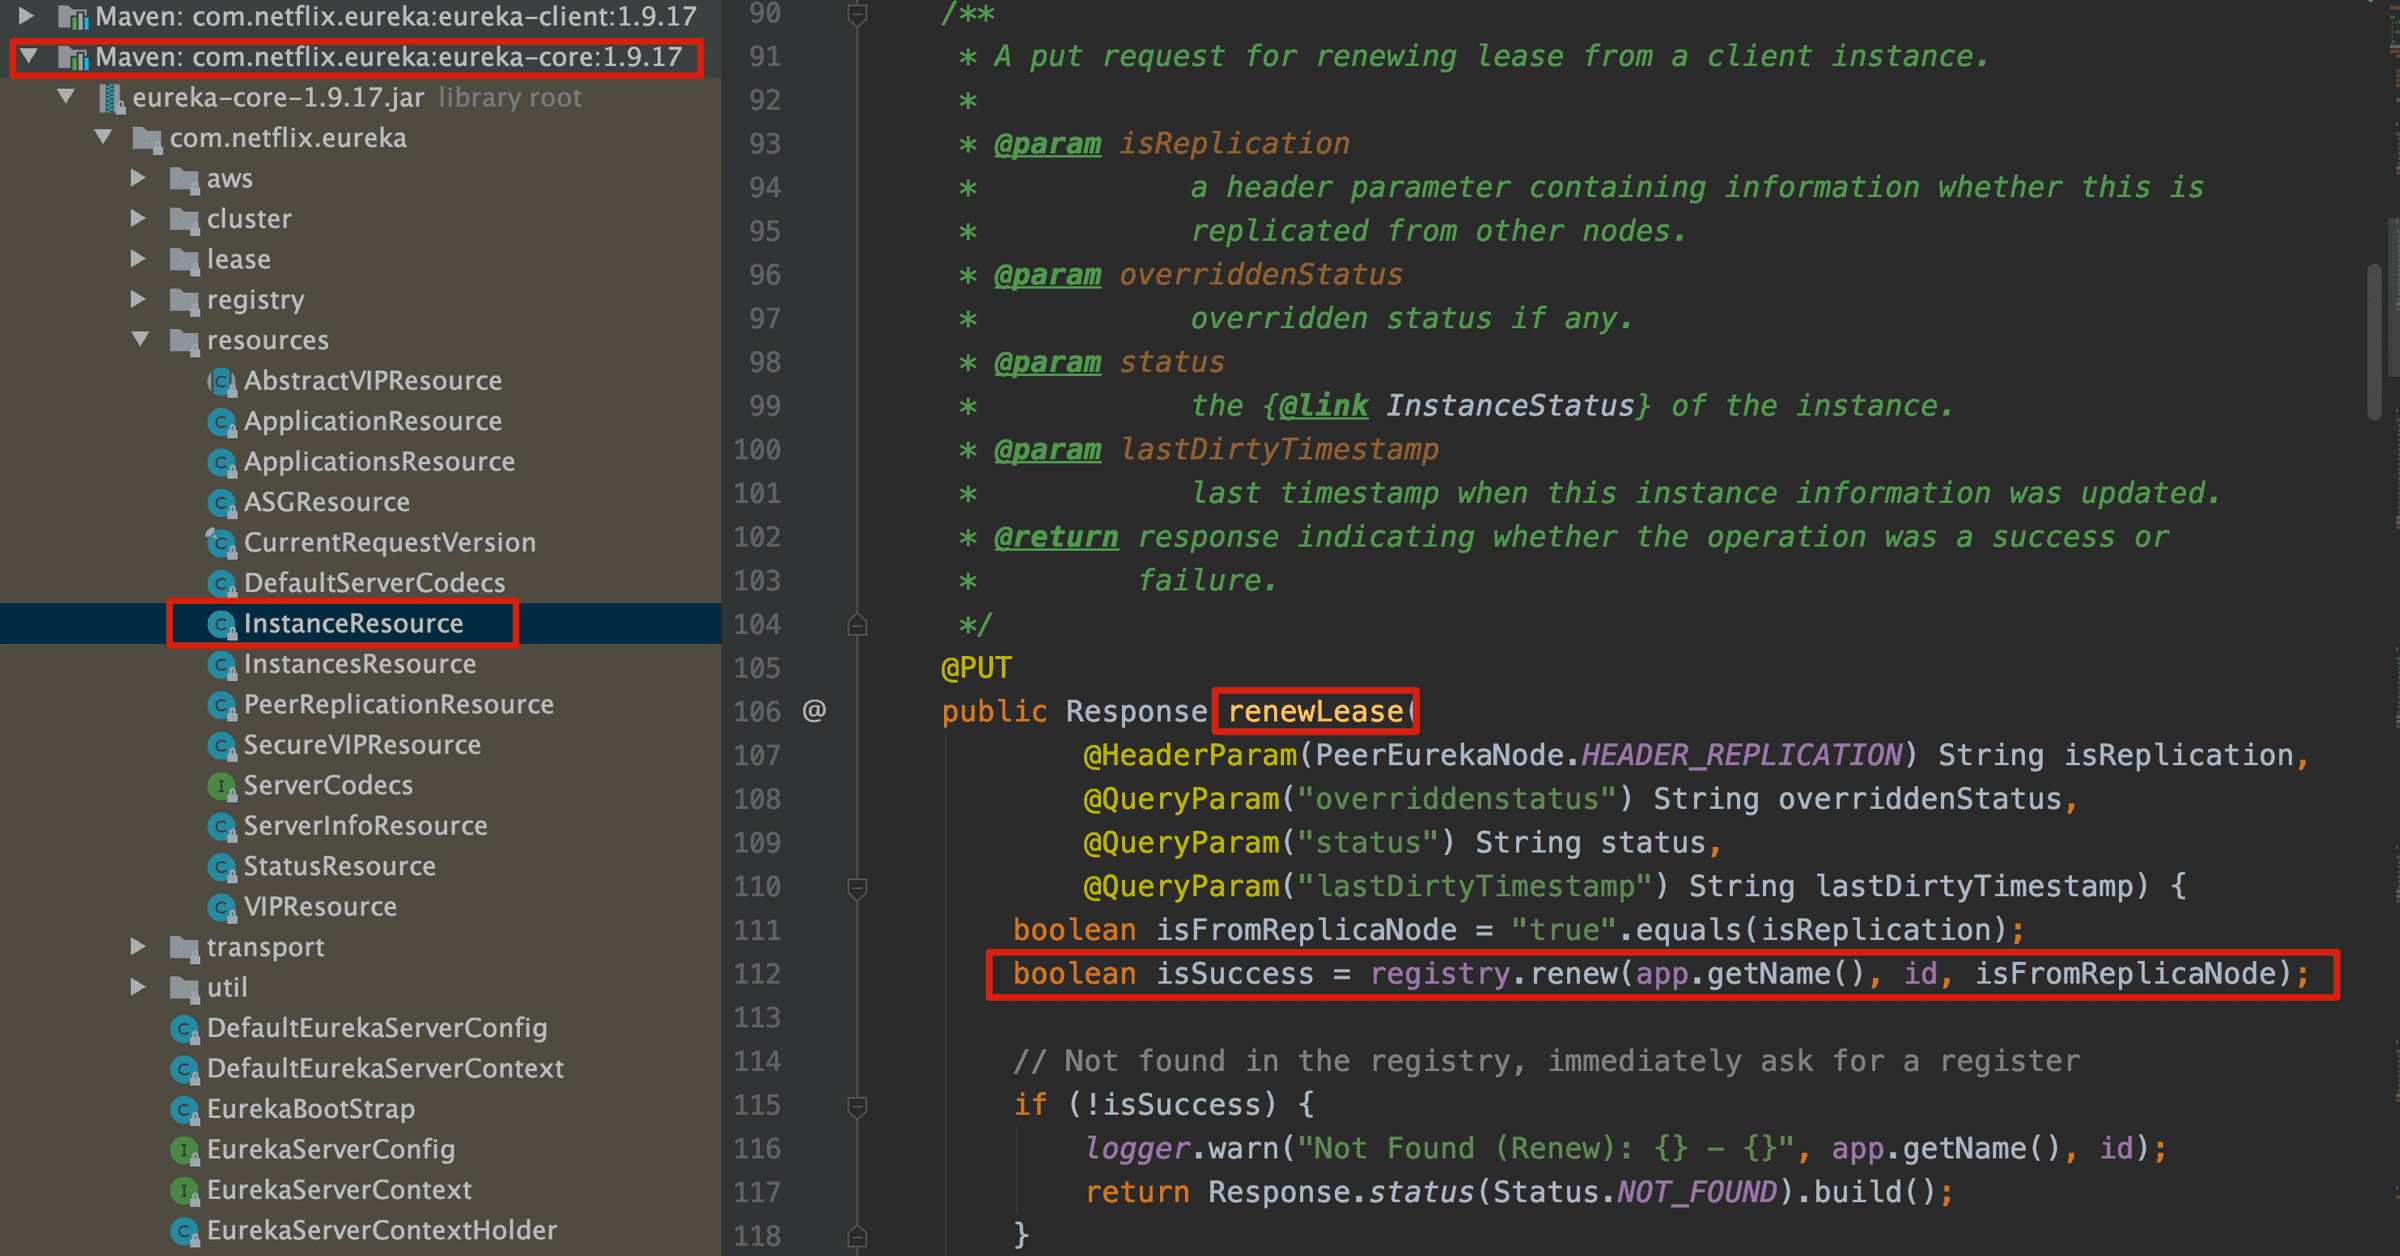 Maven: com.netflix.eureka:eureka-client:1.9.17
Maven: com.netflix.eureka:eureka-core:1.9.17
eureka-core-1.9.17.jar library root
com.netflix.eureka
aws
cluster
lease
registry
resources
AbstractVIPResource
ApplicationResource
ApplicationsResource
ASGResource
CurrentRequestVersion
DefaultServerCodecs
InstanceResource
InstancesResource
PeerReplicationResource
SecureVIPResource
ServerCodecs
ServerInfoResource
StatusResource
VIPResource
transport
util
DefaultEurekaServerConfig
DefaultEurekaServerContext
EurekaBootStrap
EurekaServerConfig
EurekaServerContext
EurekaServerContextHolder
90 /**
91 * A put request for renewing lease from a client instance.
92 *
93 * @param isReplication
94 * a header parameter containing information whether this is
95 * replicated from other nodes.
96 * @param overriddenStatus
97 * overridden status if any.
98 * @param status
99 * the {@link InstanceStatus} of the instance.
100 * @param lastDirtyTimestamp
101 * last timestamp when this instance information was updated.
102 * @return response indicating whether the operation was a success or
103 * failure.
104 */
105 @PUT
106 @ public Response renewLease(
107 @HeaderParam(PeerEurekaNode.HEADER_REPLICATION) String isReplication,
108 @QueryParam("overriddenstatus") String overriddenStatus,
109 @QueryParam("status") String status,
110 @QueryParam("lastDirtyTimestamp") String lastDirtyTimestamp) {
111 boolean isFromReplicaNode = "true".equals(isReplication);
112 boolean isSuccess = registry.renew(app.getName(), id, isFromReplicaNode);
113
114 // Not found in the registry, immediately ask for a register
115 if (!isSuccess) {
116 logger.warn("Not Found (Renew): {} - {}", app.getName(), id);
117 return Response.status(Status.NOT_FOUND).build();
118 }